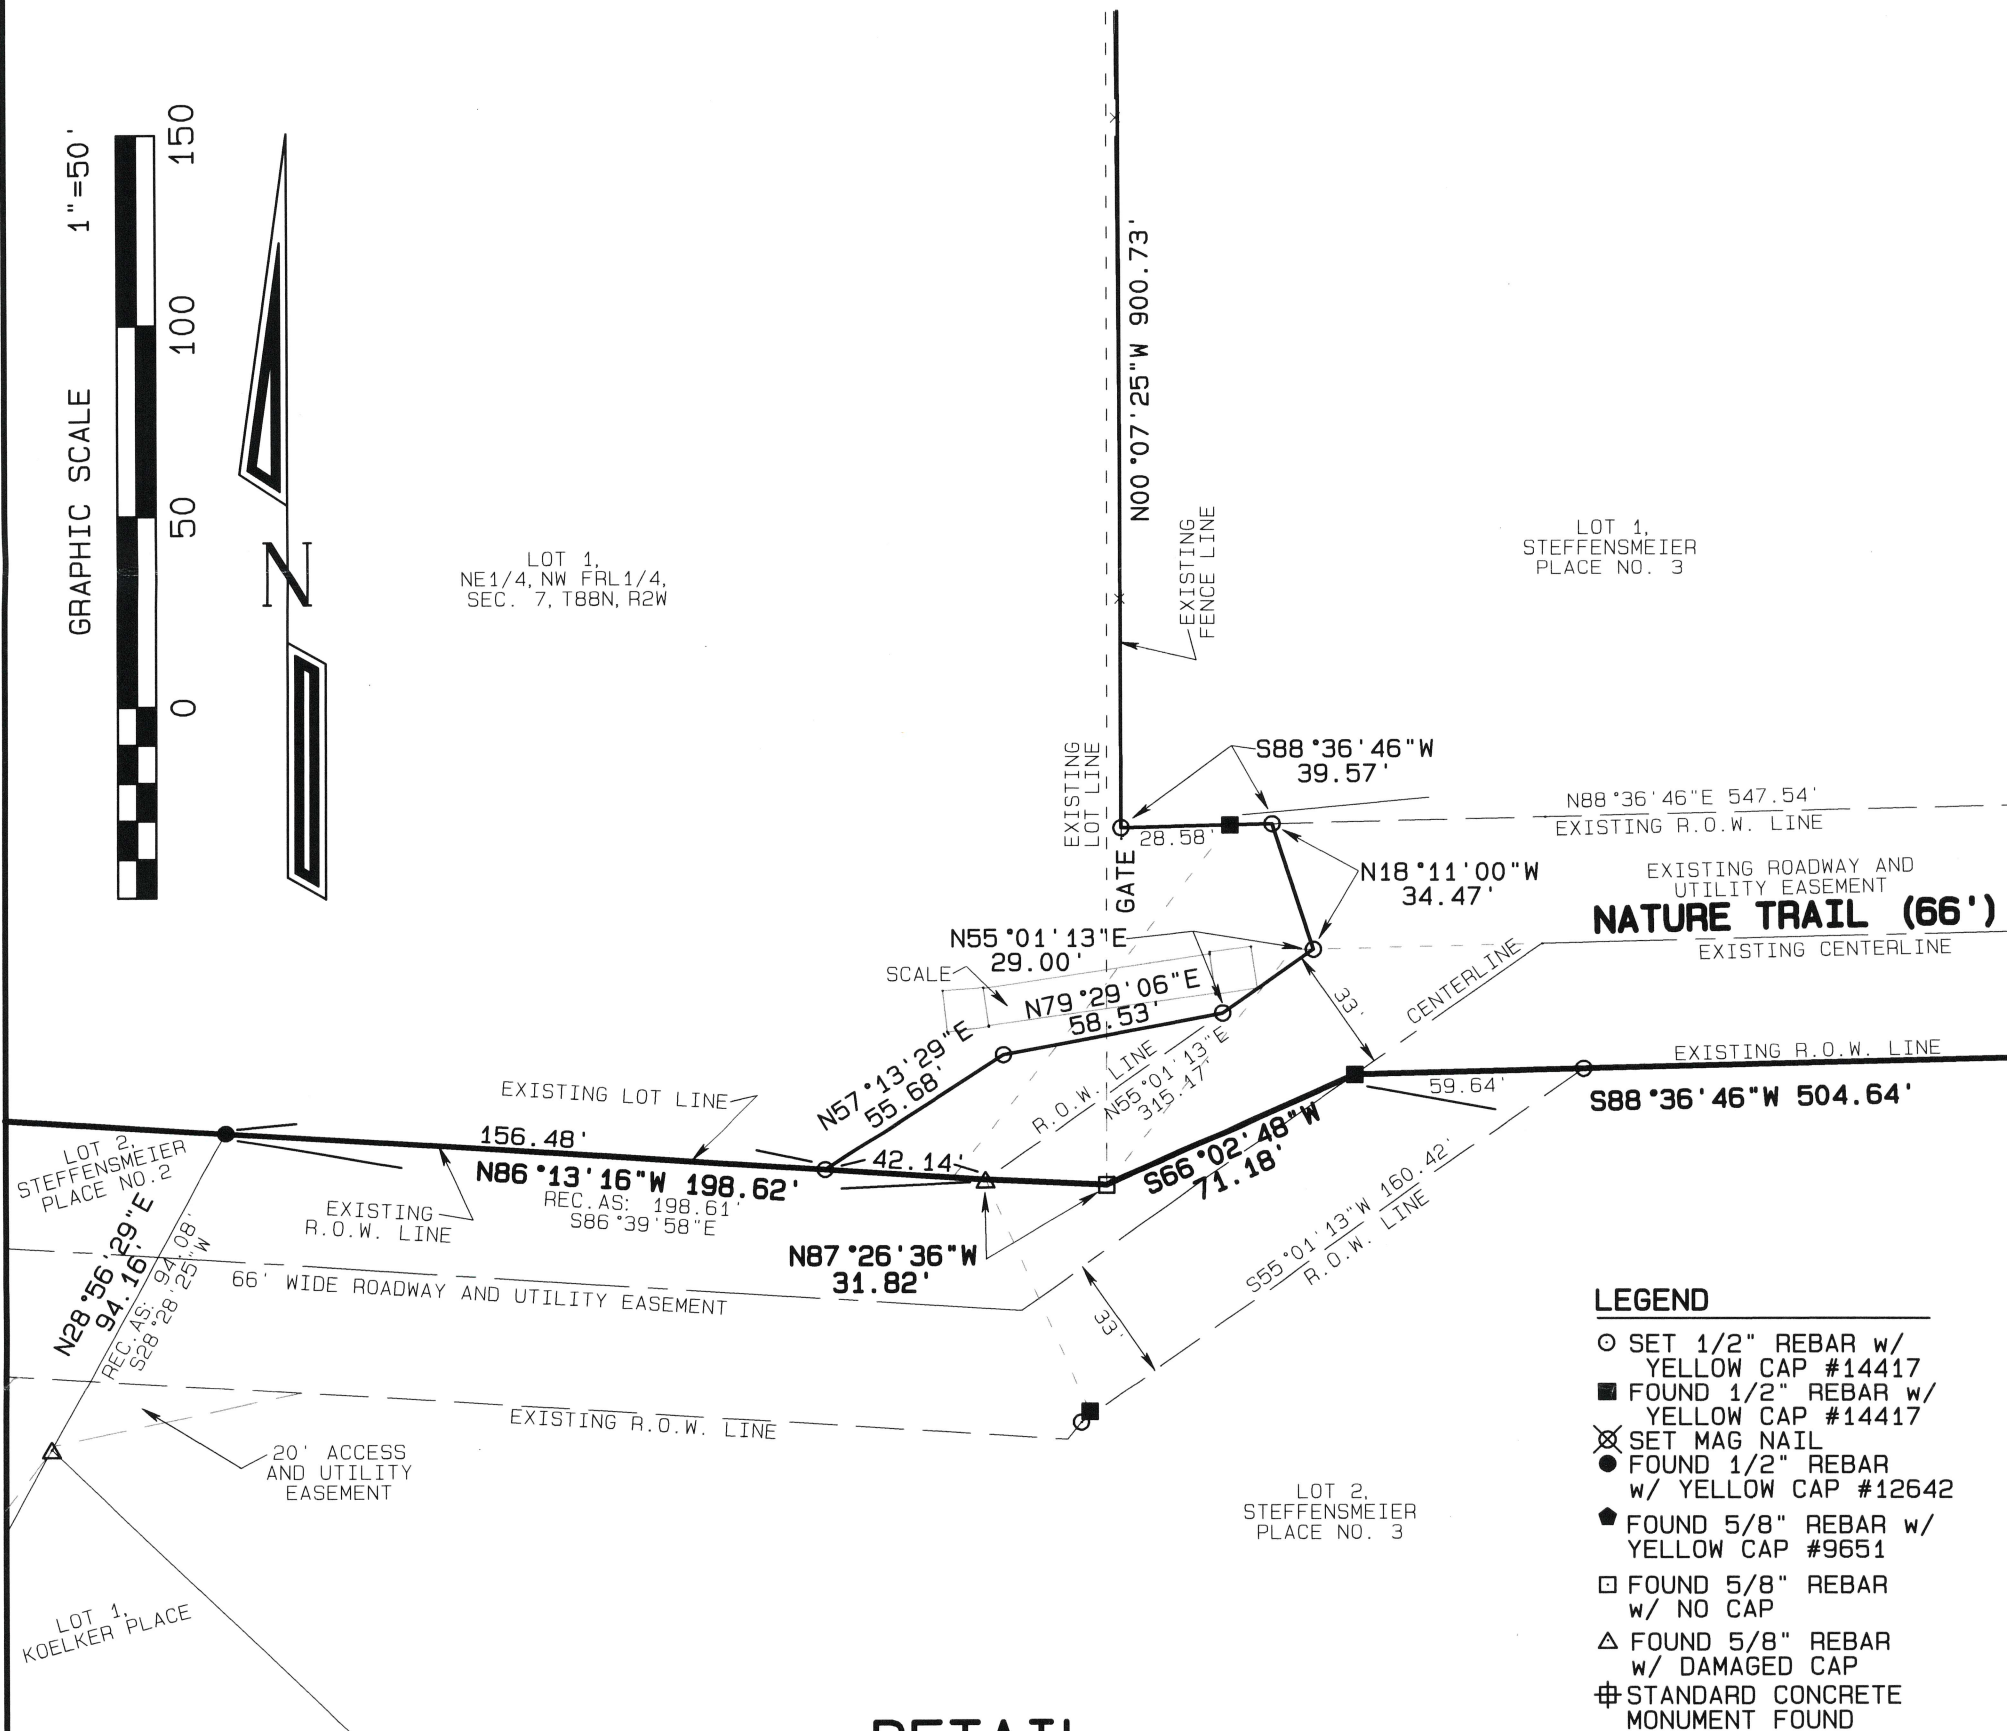 1"=50'
GRAPHIC SCALE
150
100
50
0
N
LOT 1,
NE1/4, NW FRL1/4,
SEC. 7, T88N, R2W
N00°07'25"W 900.73'
EXISTING
FENCE LINE
LOT 1,
STEFFENSMEIER
PLACE NO. 3
EXISTING
LOT LINE
S88°36'46"W
39.57'
28.58'
N88°36'46"E 547.54'
EXISTING R.O.W. LINE
GATE
N18°11'00"W
34.47'
EXISTING ROADWAY AND
UTILITY EASEMENT
NATURE TRAIL (66')
EXISTING CENTERLINE
N55°01'13"E
29.00'
SCALE
N79°29'06"E
58.53'
33'
CENTERLINE
N57°13'29"E
55.68'
R.O.W. LINE
N55°01'13"E
315.17'
EXISTING R.O.W. LINE
59.64'
S88°36'46"W 504.64'
EXISTING LOT LINE
156.48'
42.14'
N86°13'16"W 198.62'
REC. AS: 198.61'
S86°39'58"E
S66°02'48"W
71.18'
LOT 2,
STEFFENSMEIER
PLACE NO.2
EXISTING
R.O.W. LINE
N87°26'36"W
31.82'
S55°01'13"W 160.42'
R.O.W. LINE
N28°56'29"E
94.16'
REC. AS: 94.08'
S28°28'25"W
66' WIDE ROADWAY AND UTILITY EASEMENT
33'
EXISTING R.O.W. LINE
20' ACCESS
AND UTILITY
EASEMENT
LOT 2,
STEFFENSMEIER
PLACE NO. 3
LOT 1,
KOELKER PLACE
LEGEND
SET 1/2" REBAR w/
YELLOW CAP #14417
FOUND 1/2" REBAR w/
YELLOW CAP #14417
SET MAG NAIL
FOUND 1/2" REBAR
w/ YELLOW CAP #12642
FOUND 5/8" REBAR w/
YELLOW CAP #9651
FOUND 5/8" REBAR
w/ NO CAP
FOUND 5/8" REBAR
w/ DAMAGED CAP
STANDARD CONCRETE
MONUMENT FOUND
DETAIL